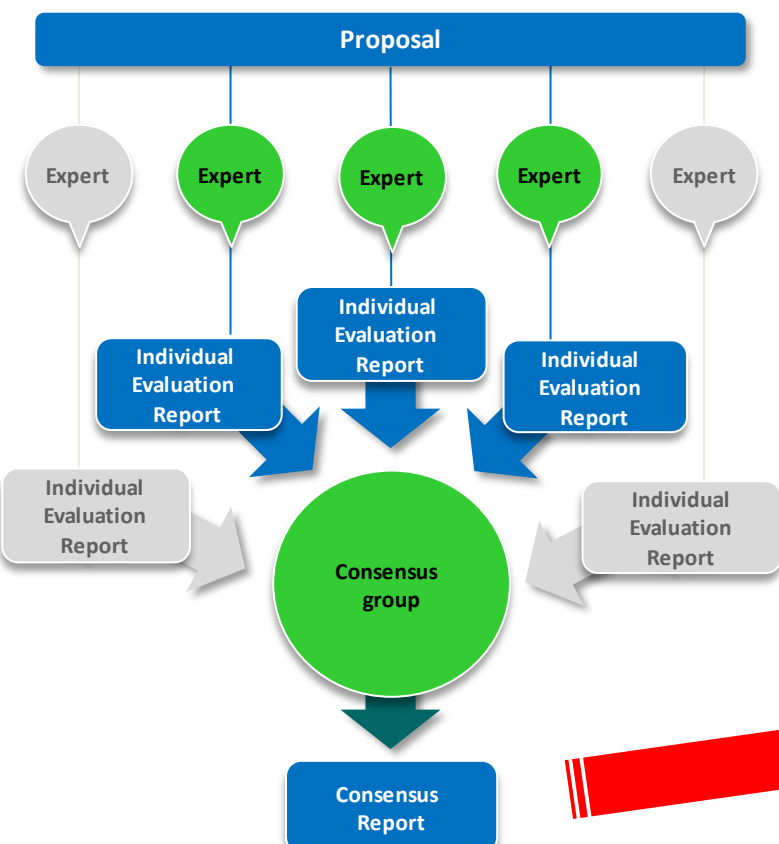 Proposal
Expert
Expert
Expert
Expert
Expert
Individual
Evaluation
Report
Individual
Evaluation
Report
Individual
Evaluation
Report
Individual
Evaluation
Report
Individual
Evaluation
Report
Consensus
group
Consensus
Report